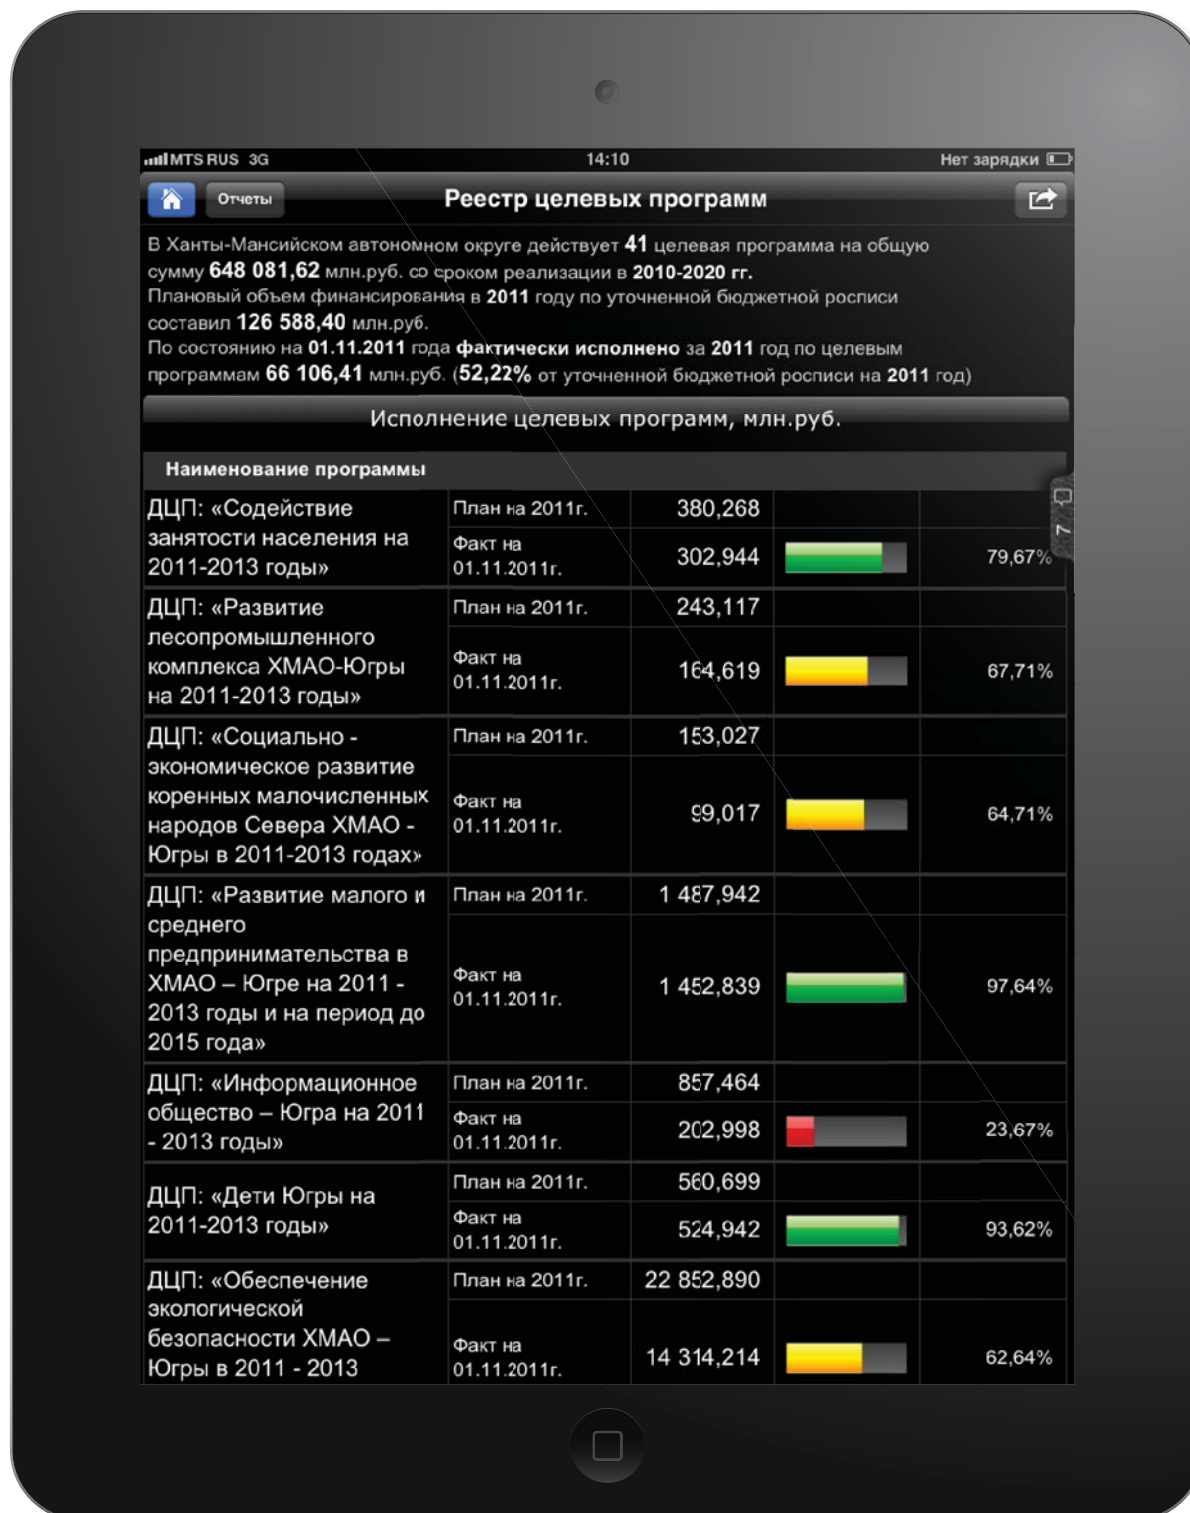 MTS RUS 3G 14:10 Нет зарядки
Отчеты Реестр целевых программ
В Ханты-Мансийском автономном округе действует 41 целевая программа на общую
сумму 648 081,62 млн.руб. со сроком реализации в 2010-2020 гг.
Плановый объем финансирования в 2011 году по уточненной бюджетной росписи
составил 126 588,40 млн.руб.
По состоянию на 01.11.2011 года фактически исполнено за 2011 год по целевым
программам 66 106,41 млн.руб. (52,22% от уточненной бюджетной росписи на 2011 год)
Исполнение целевых программ, млн.руб.
Наименование программы
7
ДЦП: «Содействие
занятости населения на
2011-2013 годы»
План на 2011г. 380,268
Факт на
01.11.2011г.
302,944 79,67%
ДЦП: «Развитие
лесопромышленного
комплекса ХМАО-Югры
на 2011-2013 годы»
План на 2011г. 243,117
Факт на
01.11.2011г.
164,619 67,71%
ДЦП: «Социально -
экономическое развитие
коренных малочисленных
народов Севера ХМАО -
Югры в 2011-2013 годах»
План на 2011г. 153,027
Факт на
01.11.2011г.
99,017 64,71%
ДЦП: «Развитие малого и
среднего
предпринимательства в
ХМАО – Югре на 2011 -
2013 годы и на период до
2015 года»
План на 2011г. 1 487,942
Факт на
01.11.2011г.
1 452,839 97,64%
ДЦП: «Информационное
общество – Югра на 2011
- 2013 годы»
План на 2011г. 857,464
Факт на
01.11.2011г.
202,998 23,67%
ДЦП: «Дети Югры на
2011-2013 годы»
План на 2011г. 560,699
Факт на
01.11.2011г.
524,942 93,62%
ДЦП: «Обеспечение
экологической
безопасности ХМАО –
Югры в 2011 - 2013
План на 2011г. 22 852,890
Факт на
01.11.2011г.
14 314,214 62,64%